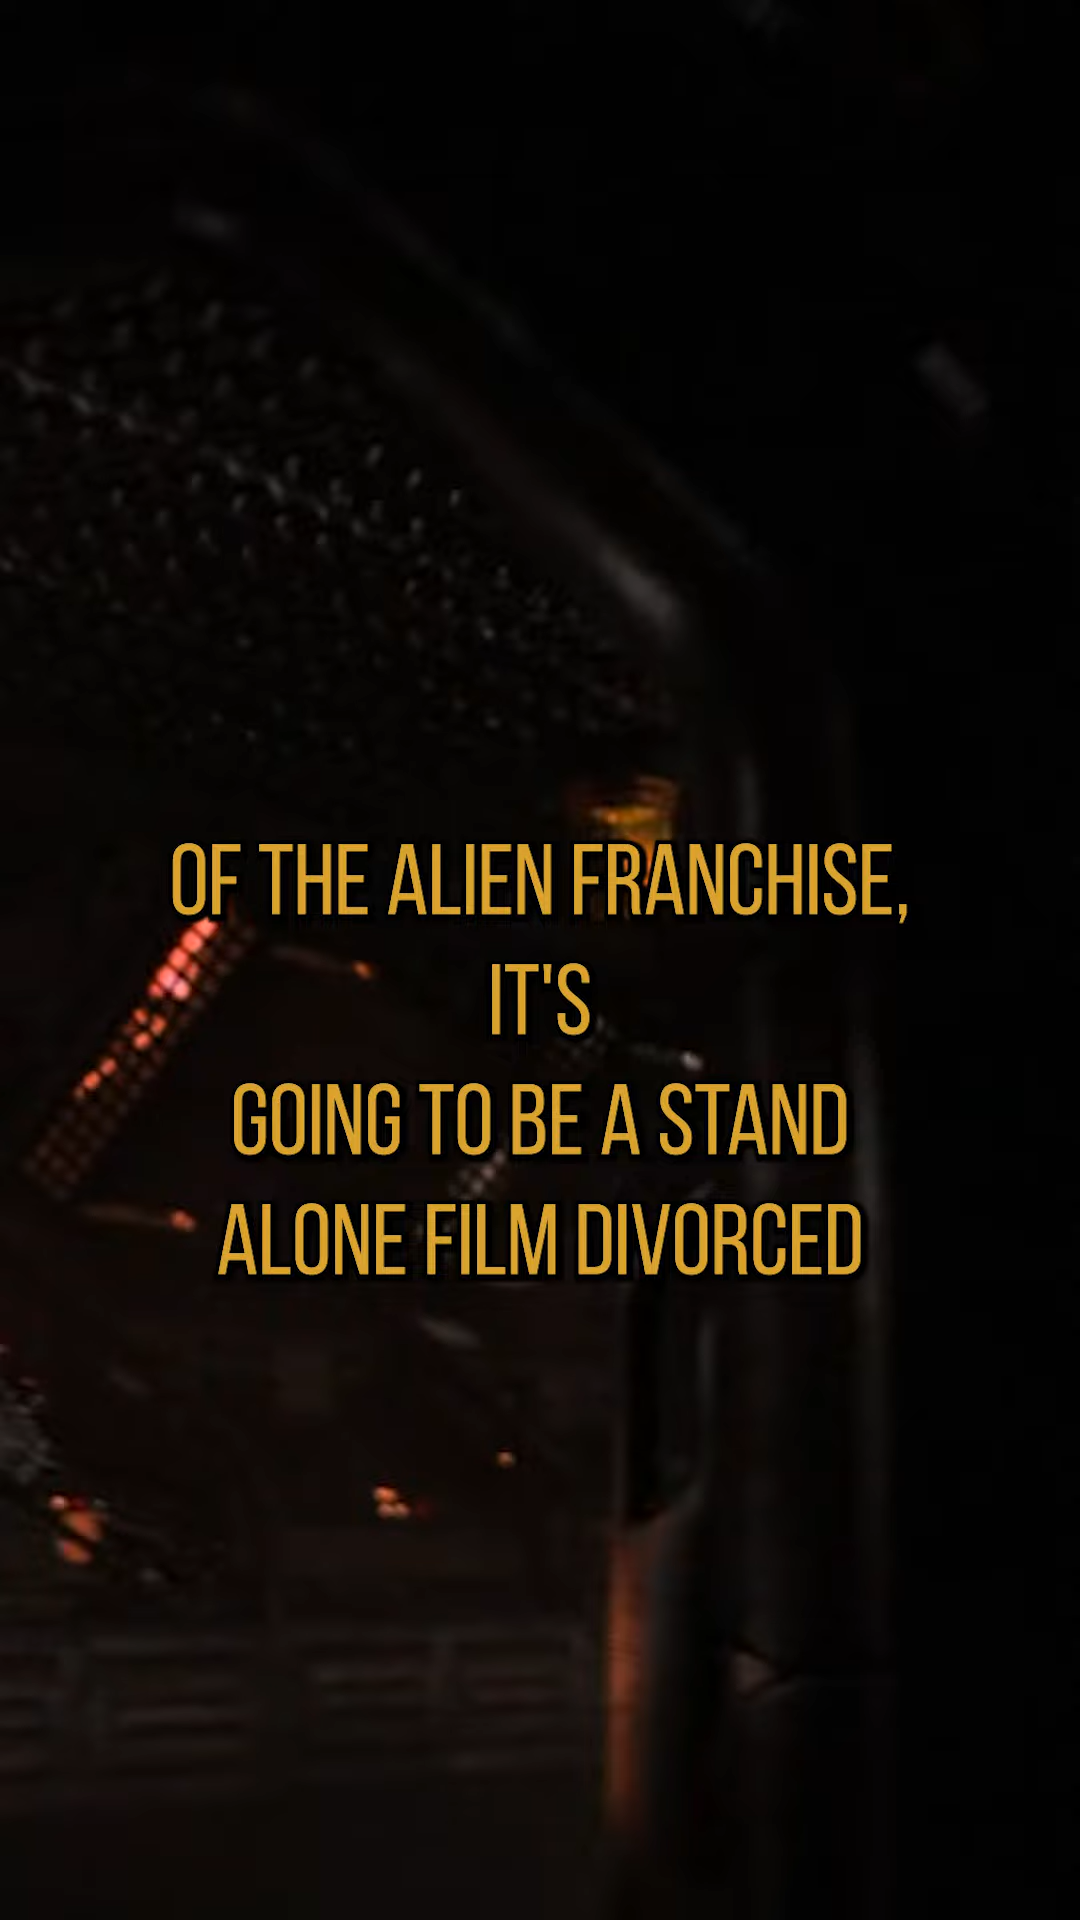 OF THE ALIEN FRANCHISE,
IT'S
GOING TO BE A STAND
ALONE FILM DIVORCED